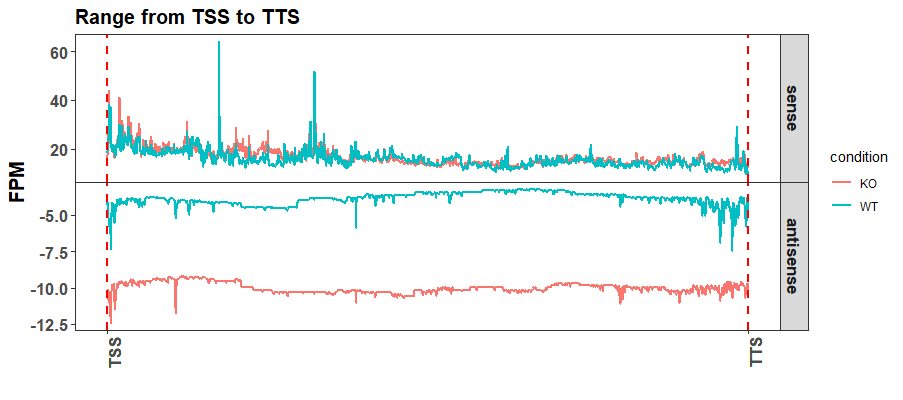 Range from TSS to TTS
FPM
60
40
20
sense
-5.0
-7.5
-10.0
-12.5
antisense
TSS
TTS
condition
KO
WT